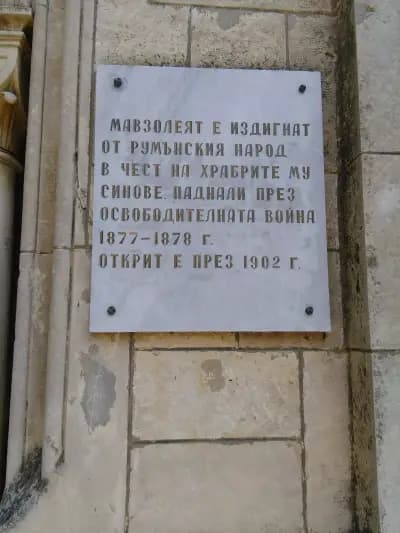 МАВЗОЛЕЯТ Е ИЗДИГНАТ
ОТ РУМЪНСКИЯ НАРОД
В ЧЕСТ НА ХРАБРИТЕ МУ
СИНОВЕ, ПАДНАЛИ ПРЕЗ
ОСВОБОДИТЕЛНАТА ВОЙНА
1877–1878 г.
ОТКРИТ Е ПРЕЗ 1902 г.